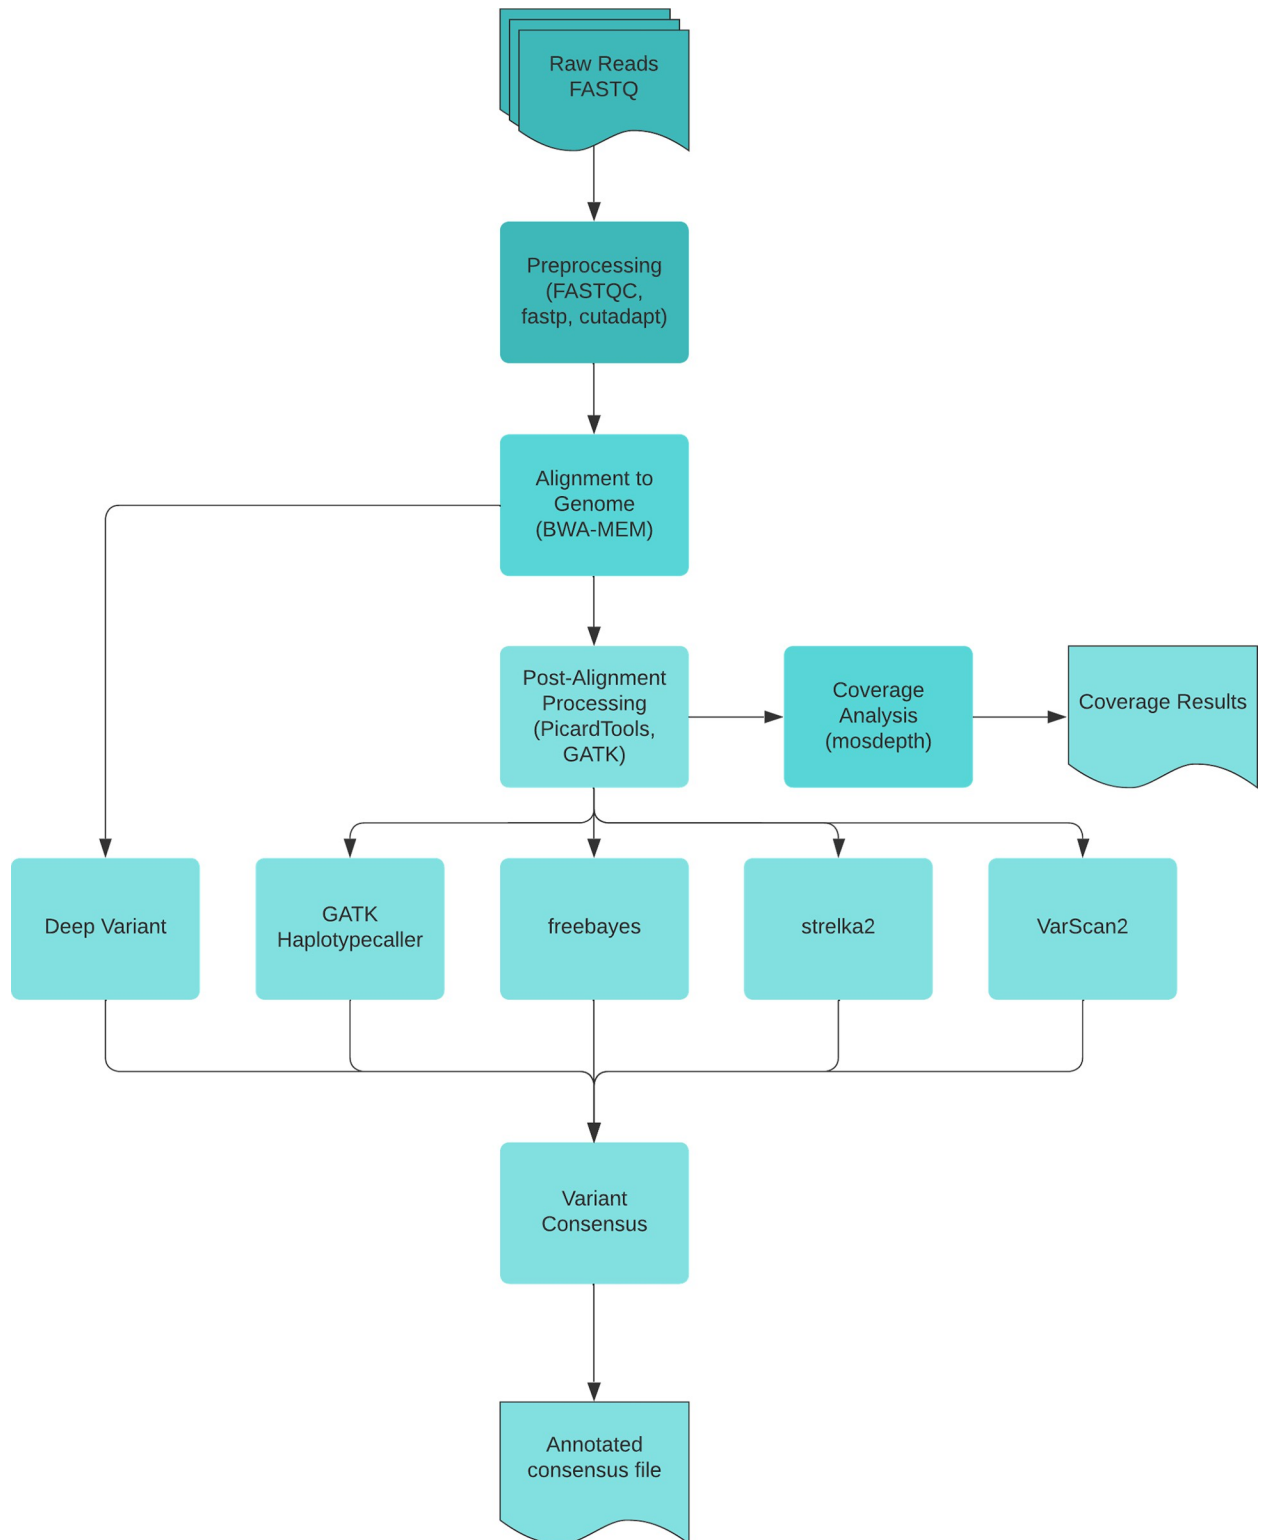 Raw Reads
FASTQ
Preprocessing
(FASTQC,
fastp, cutadapt)
Alignment to
Genome
(BWA-MEM)
Post-Alignment
Processing
(PicardTools,
GATK)
Coverage
Analysis
(mosdepth)
Coverage Results
Deep Variant
GATK
Haplotypecaller
freebayes
strelka2
VarScan2
Variant
Consensus
Annotated
consensus file